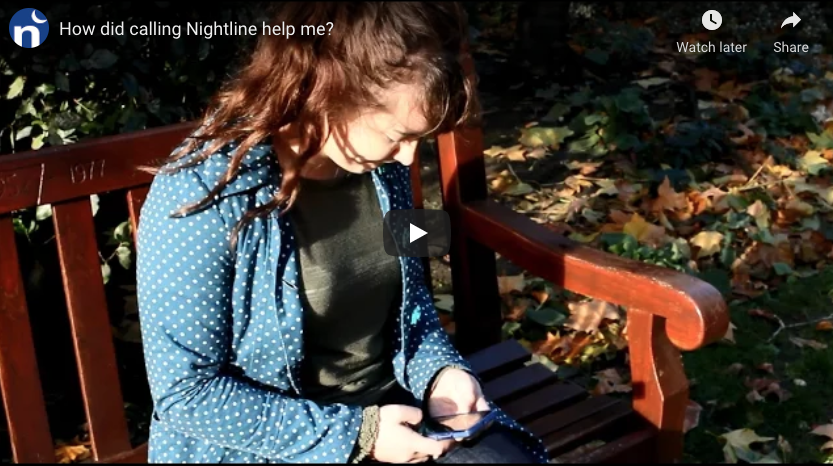 How did calling Nightline help me?
Watch later
Share
1977